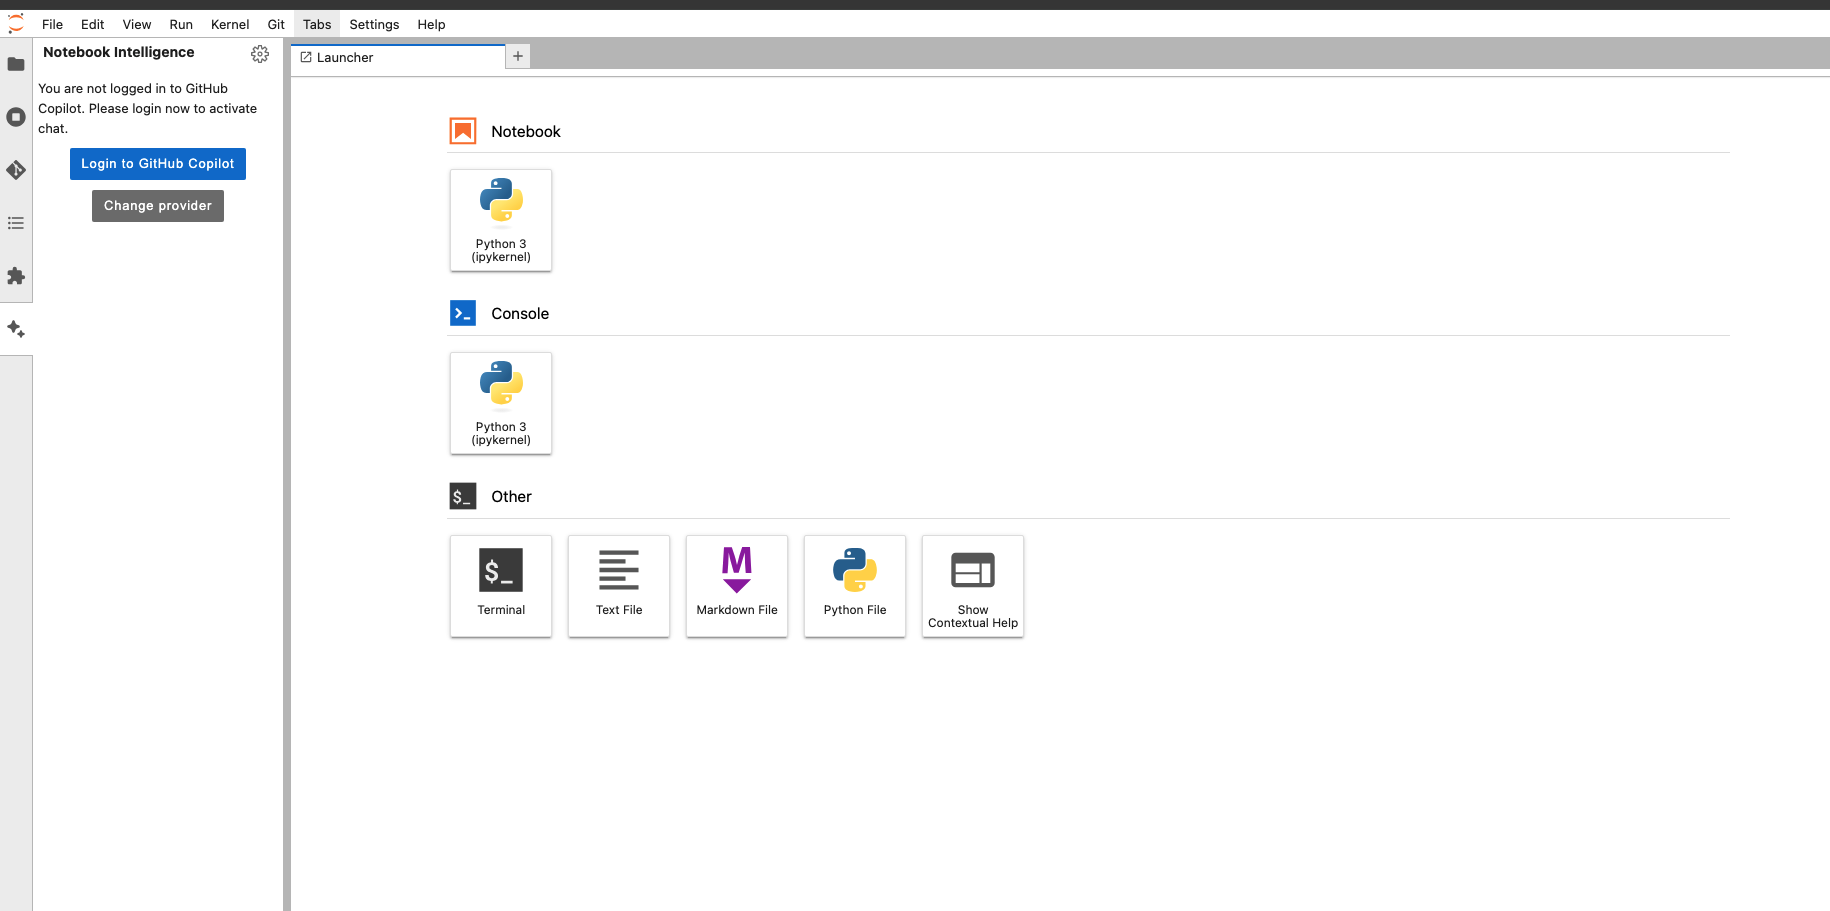 File Edit View Run Kernel Git Tabs Settings Help
Notebook Intelligence
You are not logged in to GitHub
Copilot. Please login now to activate
chat.
Login to GitHub Copilot
Change provider
Launcher
Notebook
Python 3
(ipykernel)
Console
Python 3
(ipykernel)
$_ Other
$_
Terminal
Text File
M
Markdown File
Python File
Show
Contextual Help